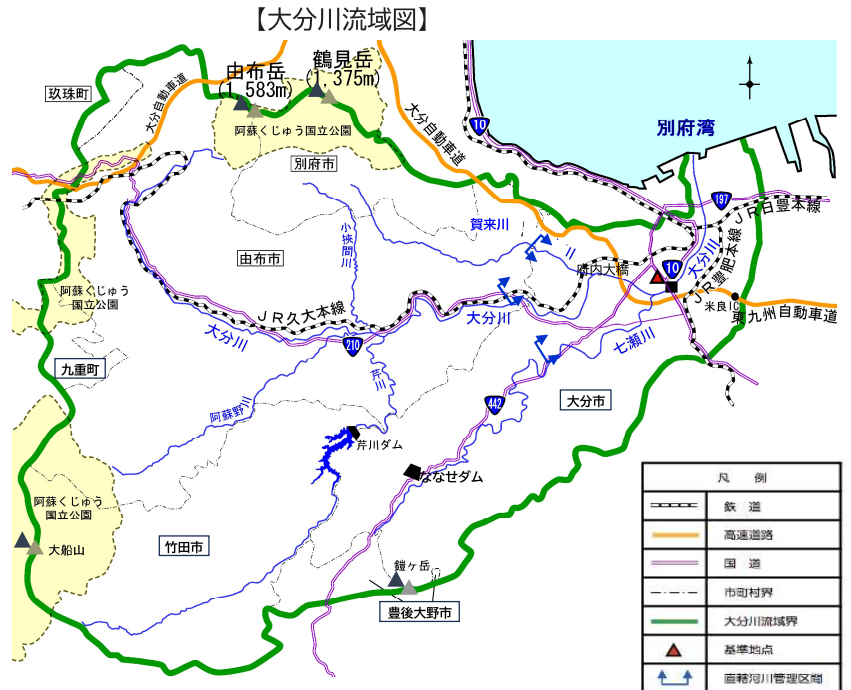 【大分川流域図】
由布岳
(1,583m)
鶴見岳
(1,375m)
玖珠町
大分自動車道
阿蘇くじゅう国立公園
大分自動車道
10
別府湾
別府市
197
JR日豊本線
賀来川
小挾間川
由布市
府内大橋
10
大分川
JR豊肥本線
阿蘇くじゅう
国立公園
JR久大本線
大分川
大分川
米良IC
東九州自動車道
210
七瀬川
九重町
芹川
阿蘇野川
442
大分市
芹川ダム
ななせダム
阿蘇くじゅう
国立公園
大船山
竹田市
鎧ヶ岳
豊後大野市
凡 例
鉄 道
高速道路
国 道
市町村界
大分川流域界
基準地点
直轄河川管理区間